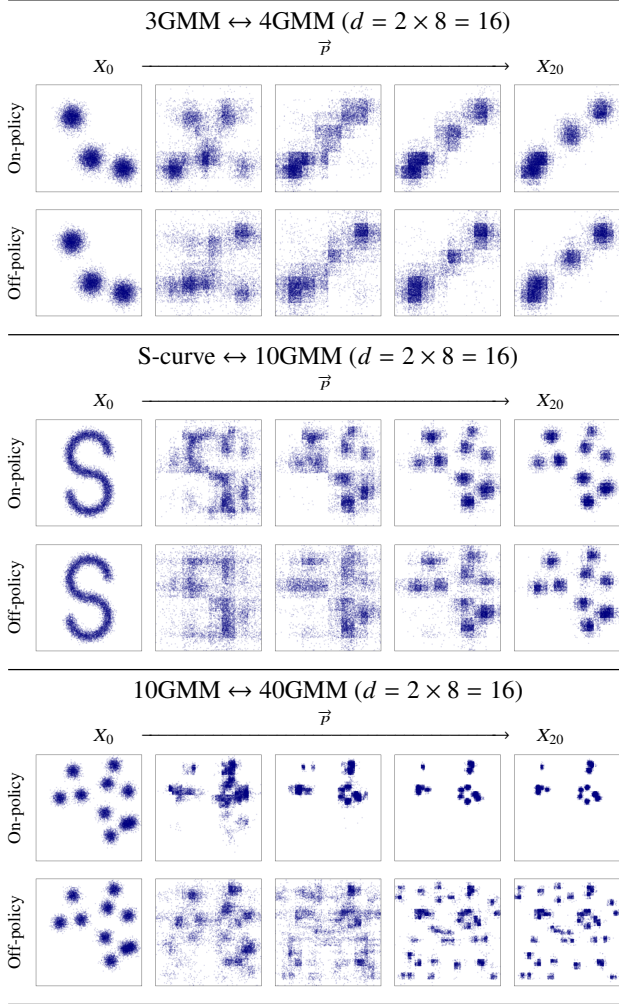 3GMM ↔ 4GMM (d = 2 × 8 = 16)
p⃗
X₀ X₂₀
On-policy
Off-policy
S-curve ↔ 10GMM (d = 2 × 8 = 16)
p⃗
X₀ X₂₀
On-policy
Off-policy
10GMM ↔ 40GMM (d = 2 × 8 = 16)
p⃗
X₀ X₂₀
On-policy
Off-policy